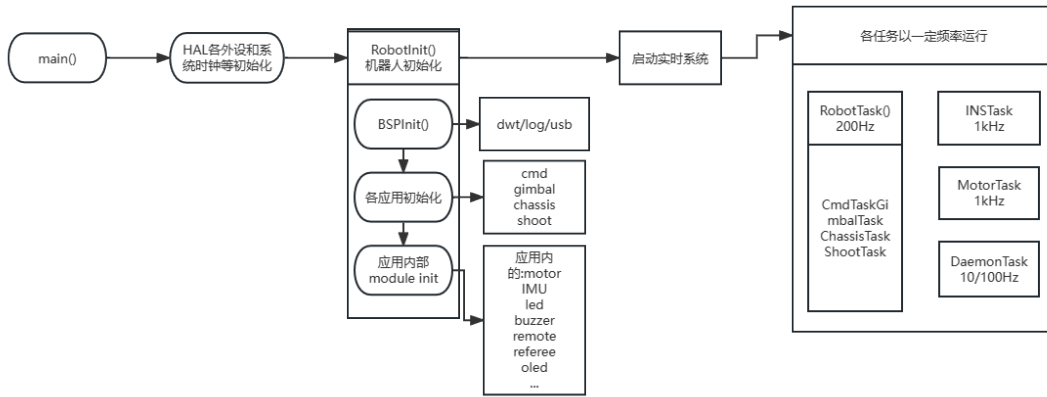 main()
HAL各外设和系
统时钟等初始化
RobotInit()
机器人初始化
BSPInit()
dwt/log/usb
各应用初始化
cmd
gimbal
chassis
shoot
应用内部
module init
应用内
的:motor
IMU
led
buzzer
remote
referee
oled
...
启动实时系统
各任务以一定频率运行
RobotTask()
200Hz
CmdTaskGi
mbalTask
ChassisTask
ShootTask
INSTask
1kHz
MotorTask
1kHz
DaemonTask
10/100Hz